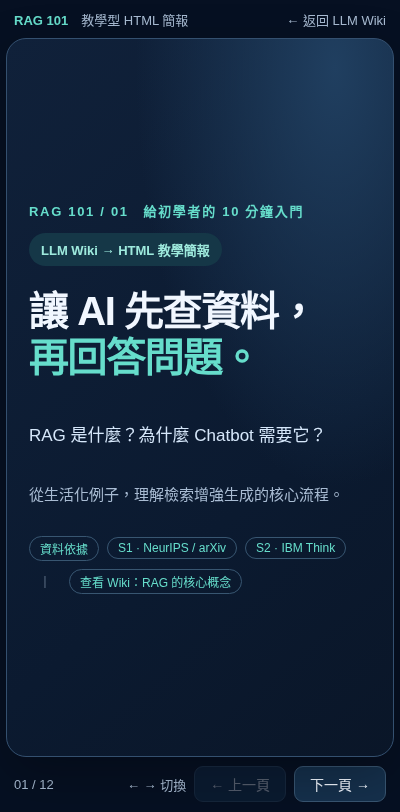 RAG 101 教學型 HTML 簡報 ← 返回 LLM Wiki
RAG 101 / 01 給初學者的 10 分鐘入門
LLM Wiki → HTML 教學簡報
讓 AI 先查資料，
再回答問題。
RAG 是什麼？為什麼 Chatbot 需要它？
從生活化例子，理解檢索增強生成的核心流程。
資料依據 S1 · NeurIPS / arXiv S2 · IBM Think
| 查看 Wiki：RAG 的核心概念
01 / 12 ← → 切換 ← 上一頁 下一頁 →